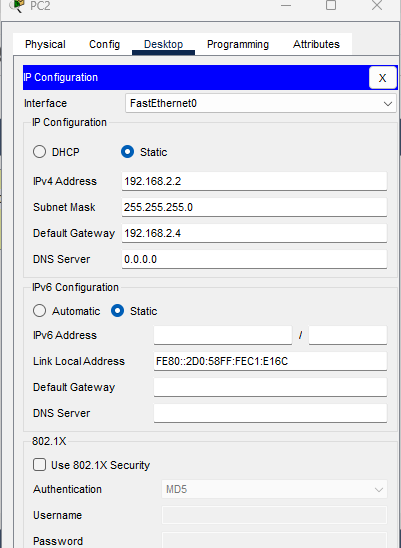 PC2
Physical Config Desktop Programming Attributes
IP Configuration X
Interface FastEthernet0
IP Configuration
DHCP Static
IPv4 Address 192.168.2.2
Subnet Mask 255.255.255.0
Default Gateway 192.168.2.4
DNS Server 0.0.0.0
IPv6 Configuration
Automatic Static
IPv6 Address /
Link Local Address FE80::2D0:58FF:FEC1:E16C
Default Gateway
DNS Server
802.1X
Use 802.1X Security
Authentication MD5
Username
Password